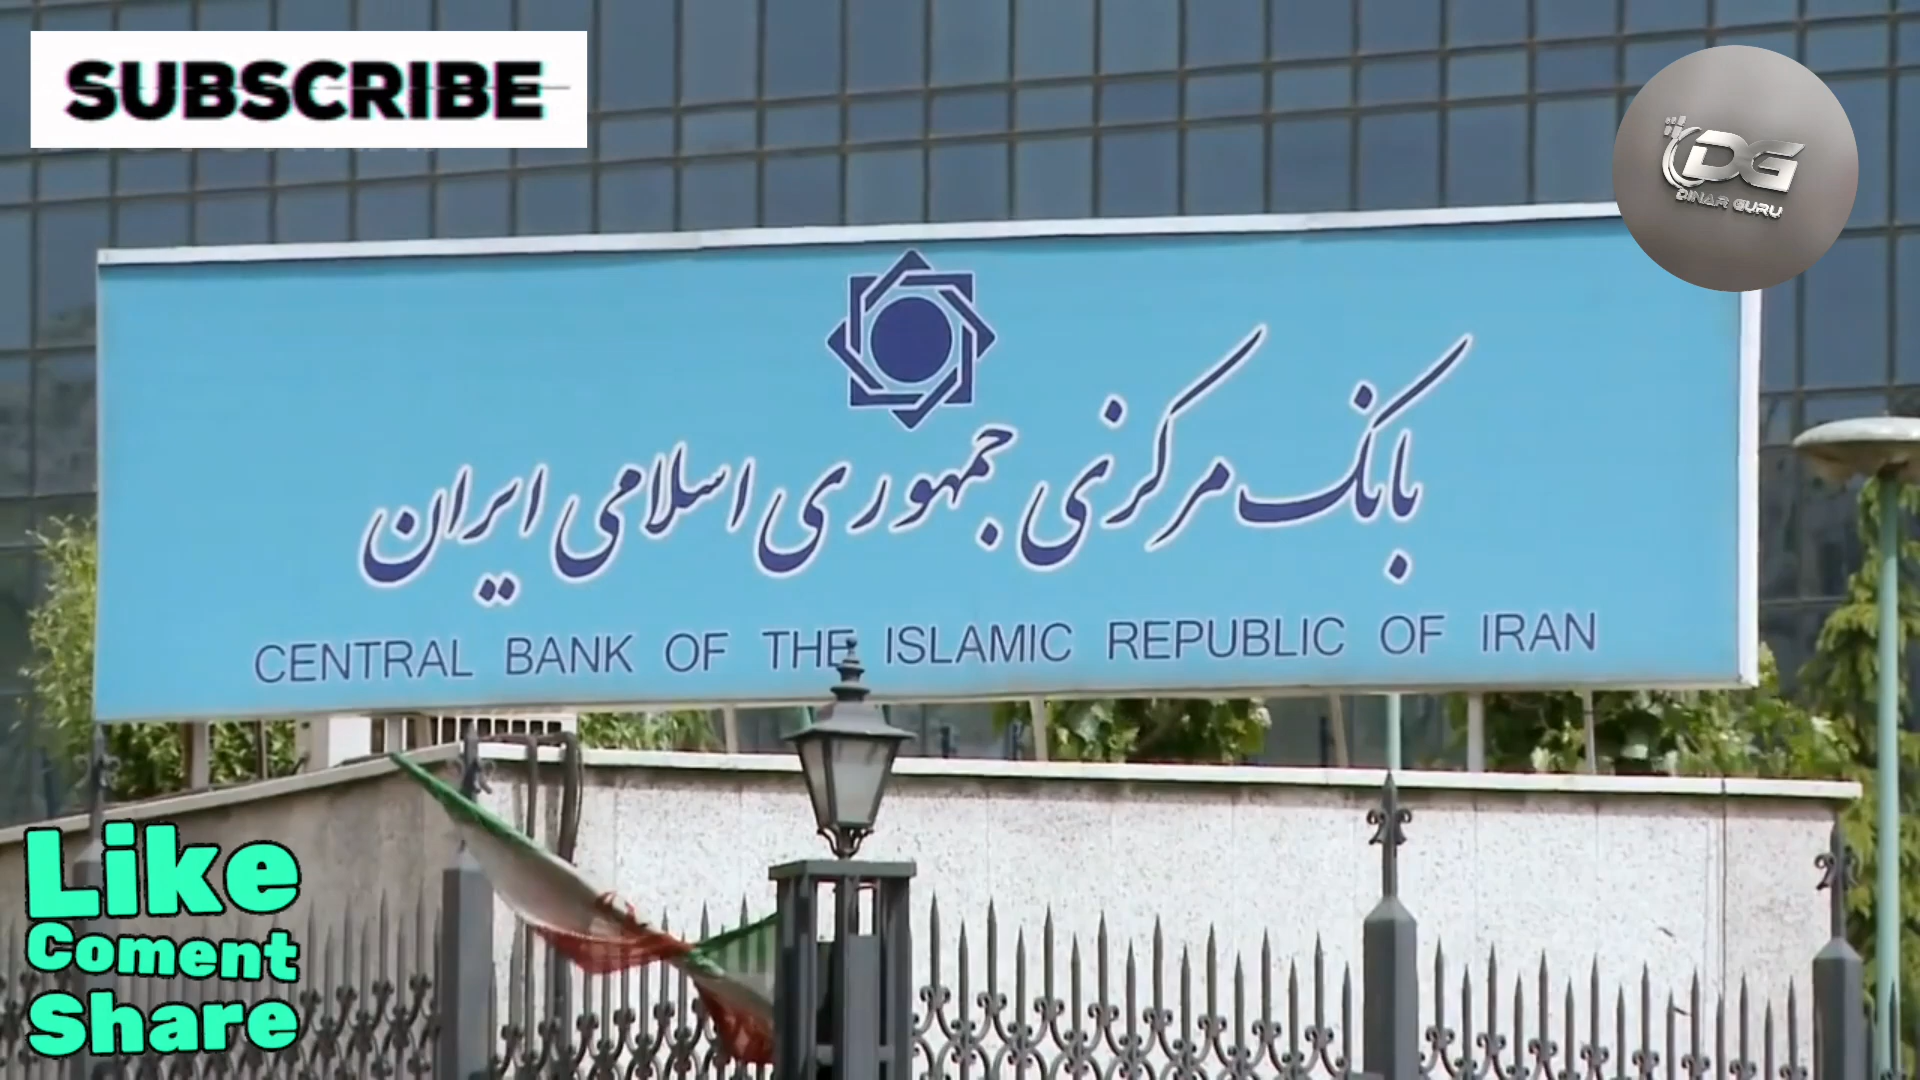 SUBSCRIBE
DG
DINAR GURU
بانک مرکزی جمهوری اسلامی ایران
CENTRAL BANK OF THE ISLAMIC REPUBLIC OF IRAN
Like
Coment
Share